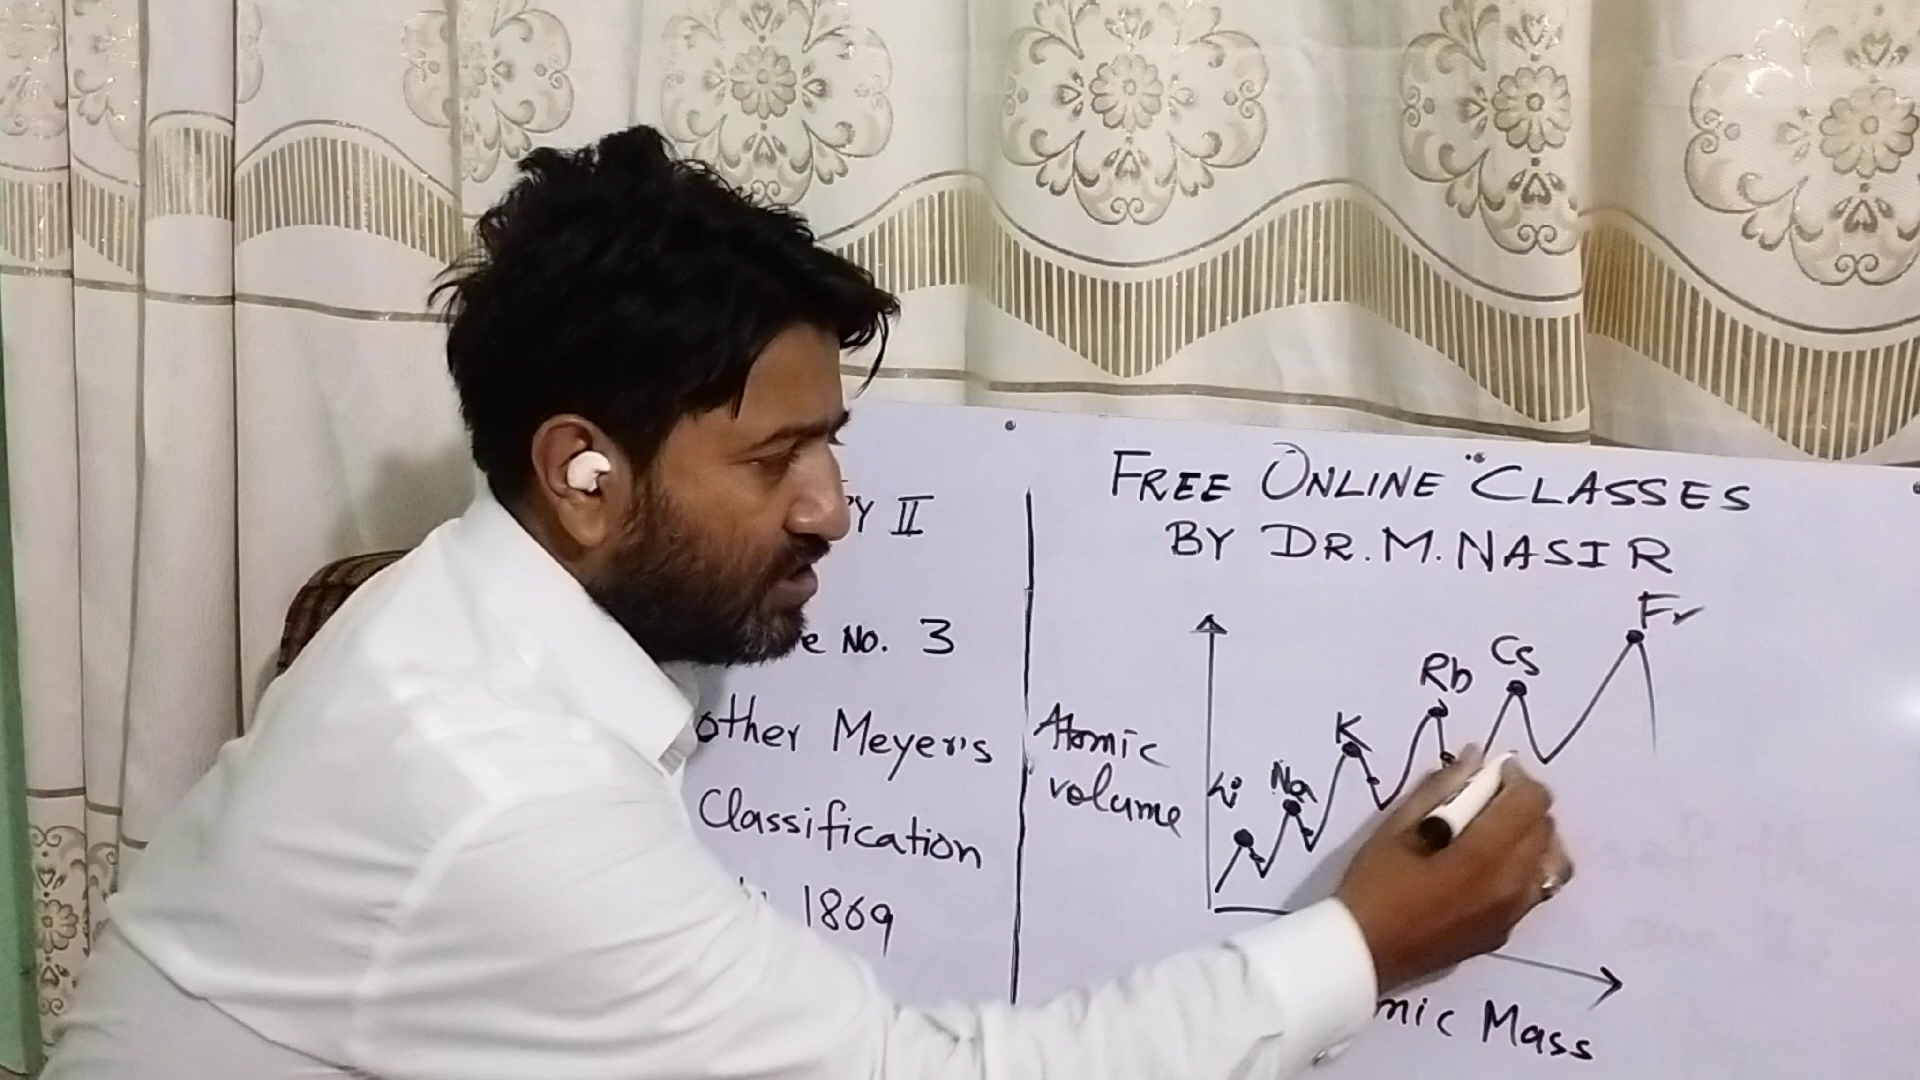 RY II
e No. 3
other Meyer's
Classification
1869
FREE ONLINE CLASSES
BY DR. M. NASIR
Atomic
volume
Li
Na
K
Rb
Cs
Fr
mic Mass